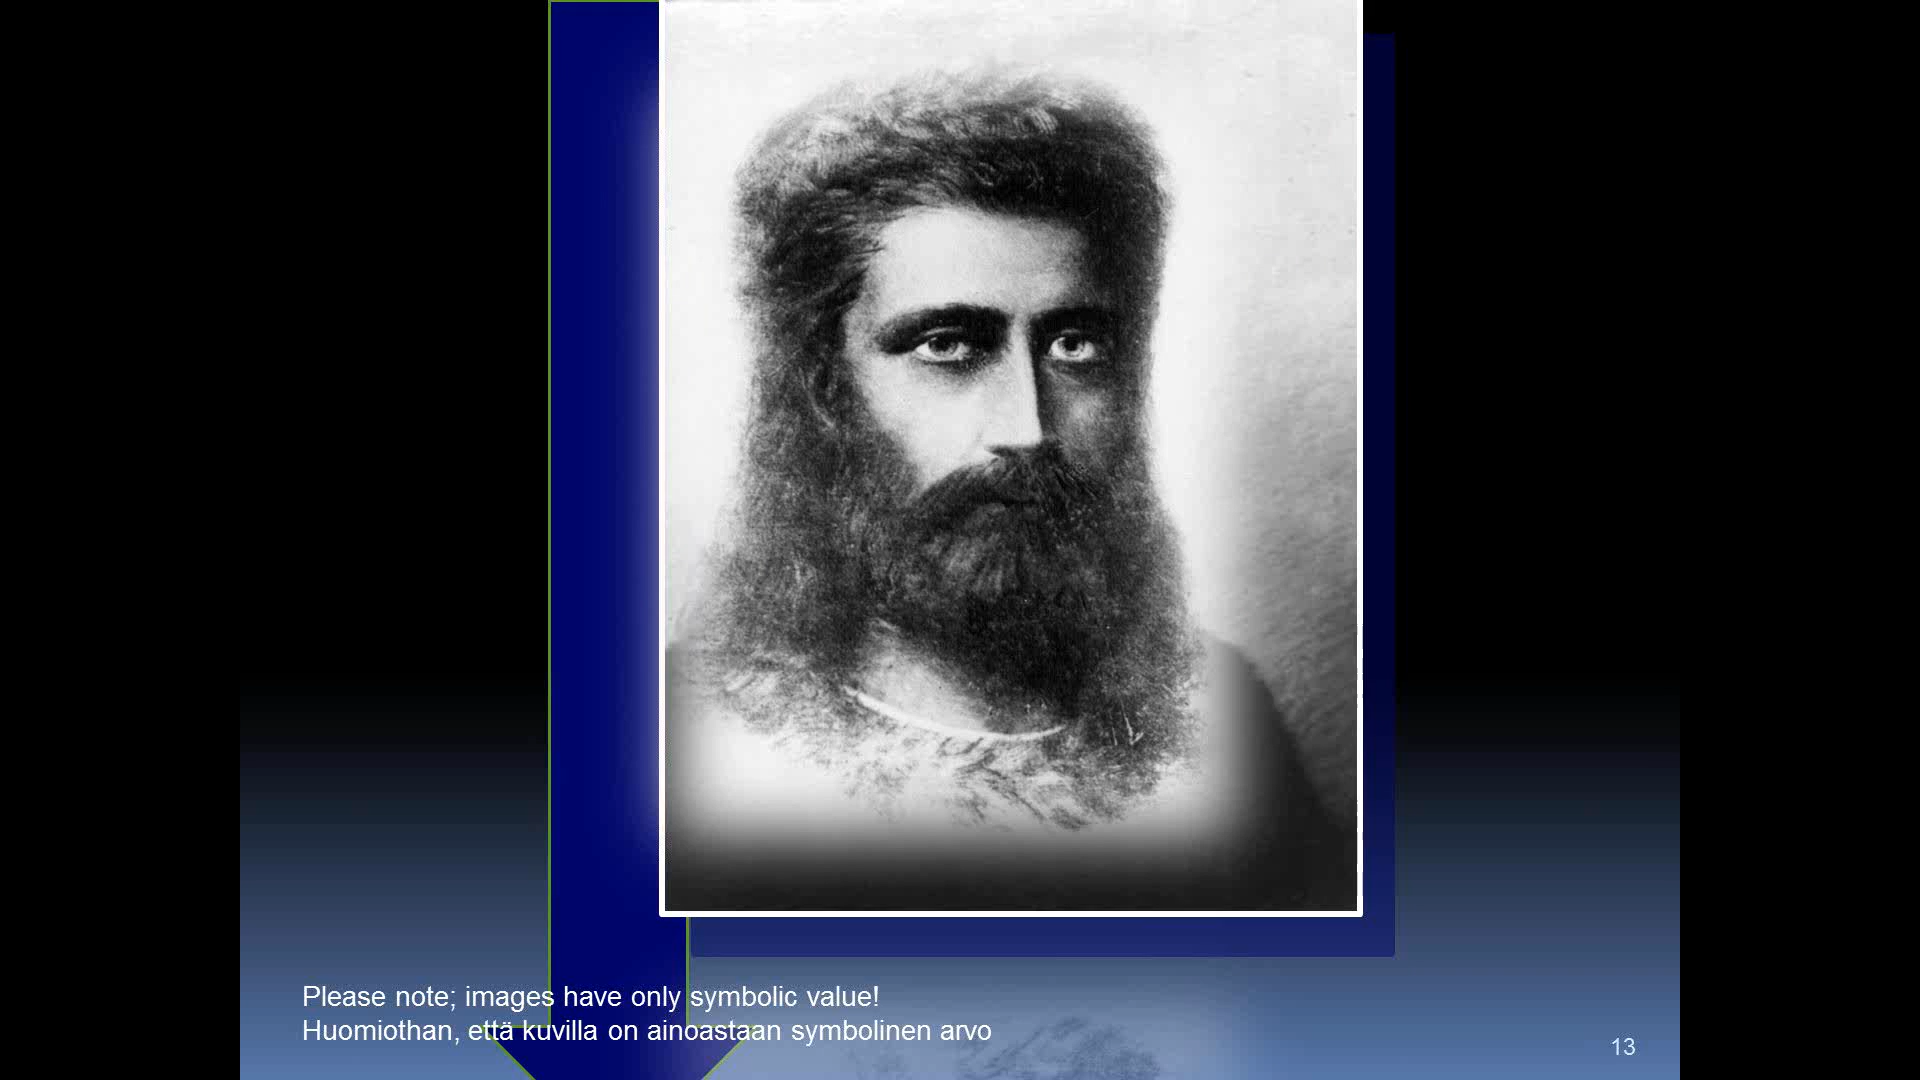 Please note; images have only symbolic value!
Huomiothan, että kuvilla on ainoastaan symbolinen arvo
13